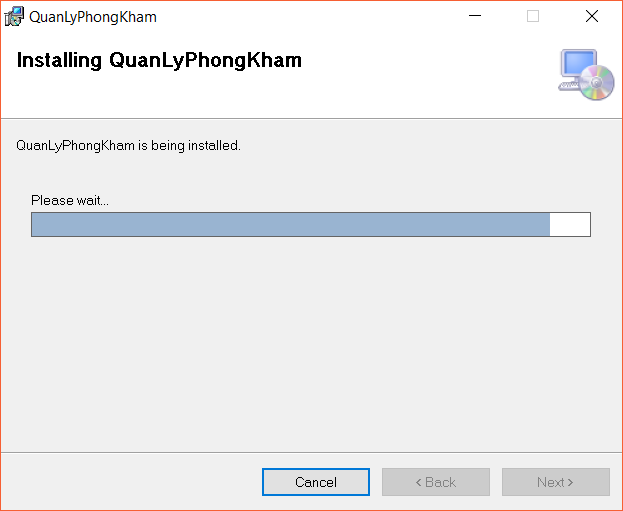 QuanLyPhongKham
Installing QuanLyPhongKham
QuanLyPhongKham is being installed.
Please wait...
Cancel
< Back
Next >